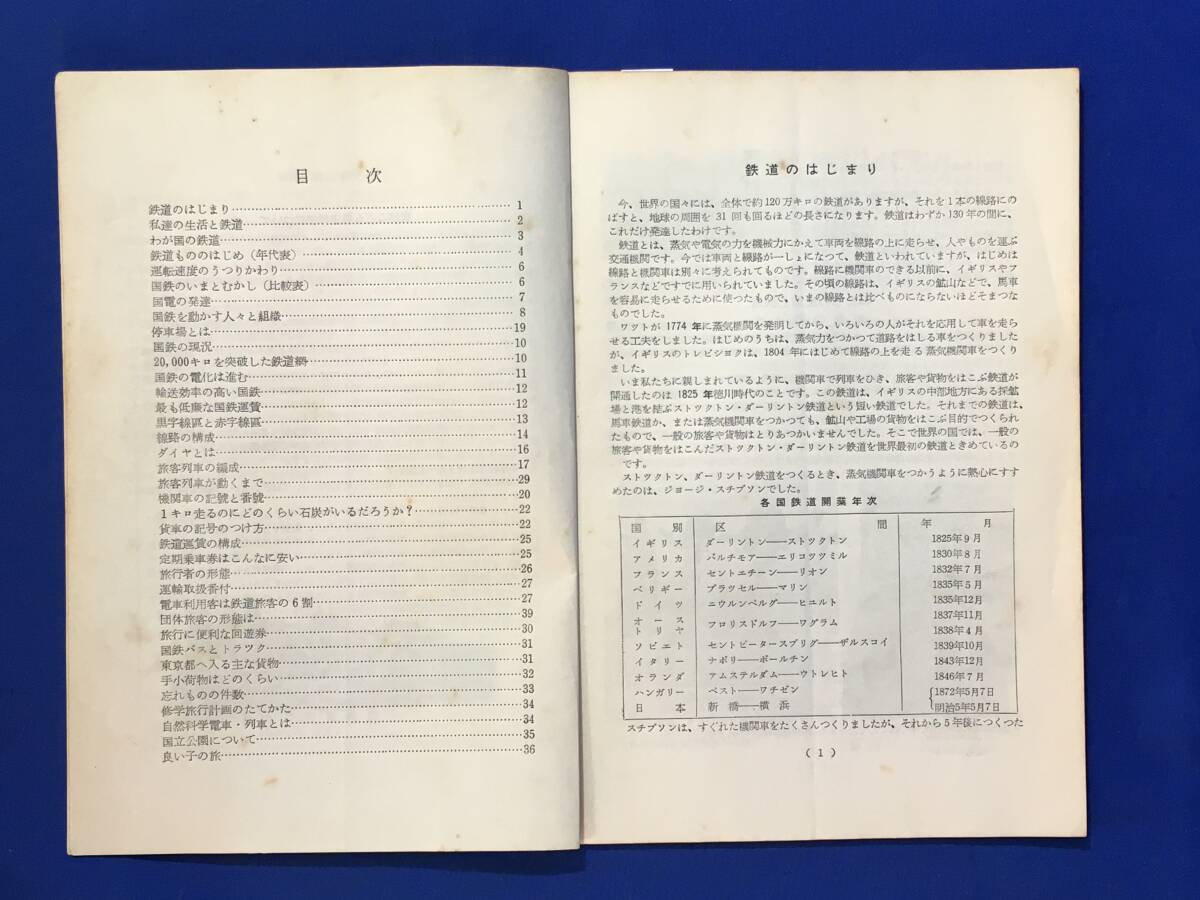 目次
鉄道のはじまり…………1
私達の生活と鉄道…………2
わが国の鉄道…………3
鉄道もののはじめ（年代表）…………4
運転速度のうつりかわり…………6
国鉄のいまとむかし（比較表）…………6
国電の発達…………7
国鉄を動かす人々と組織…………8
停車場とは…………19
国鉄の現況…………10
20,000キロを突破した鉄道網…………10
国鉄の電化は進む…………11
輸送効率の高い国鉄…………12
最も低廉な国鉄運賃…………12
黒字線區と赤字線區…………13
線路の構成…………14
ダイヤとは…………16
旅客列車の編成…………17
旅客列車が動くまで…………29
機関車の記號と番號…………20
1キロ走るのにどのくらい石炭がいるだろうか？…………22
貨車の記号のつけ方…………22
鉄道運賃の構成…………25
定期乗車券はこんなに安い…………25
旅行者の形態…………26
運輸取扱番付…………27
電車利用客は鉄道旅客の6割…………27
団体旅客の形態は…………39
旅行に便利な回遊券…………30
国鉄バスとトラツク…………31
東京都へ入る主な貨物…………31
手小荷物はどのくらい…………32
忘れものの件数…………33
修学旅行計画のたてかた…………34
自然科学電車・列車とは…………34
国立公園について…………35
良い子の旅…………36
鉄道のはじまり
今、世界の国々には、全体で約120万キロの鉄道がありますが、それを1本の線路にの
ばすと、地球の周囲を31回も回るほどの長さになります。鉄道はわずか130年の間に、
これだけ発達したわけです。
鉄道とは、蒸気や電気の力を機械力にかえて車両を線路の上に走らせ、人やものを運ぶ
交通機関です。今では車両と線路が一しょになつて、鉄道といわれていますが、はじめは
線路と機関車は別々に考えられてものです。線路に機関車のできる以前に、イギリスやフ
ランスなどですでに用いられていました。その頃の線路は、イギリスの鉱山などで、馬車
を容易に走らせるために使つたもので、いまの線路とは比べものにならないほどそまつな
ものでした。
ワツトが1774年に蒸気機関を発明してから、いろいろの人がそれを応用して車を走ら
せる工夫をしました。はじめのうちは、蒸気力をつかつて道路をはしる車をつくりました
が、イギリスのトレビシヨクは、1804年にはじめて線路の上を走る蒸気機関車をつくり
ました。
いま私たちに親しまれているように、機関車で列車をひき、旅客や貨物をはこぶ鉄道が
開通したのは1825年徳川時代のことです。この鉄道は、イギリスの中部地方にある採鉱
場と港を結ぶストツクトン・ダーリントン鉄道という短い鉄道でした。それまでの鉄道は、
馬車鉄道か、または蒸気機関車をつかつても、鉱山や工場の貨物をはこぶ目的でつくられ
たもので、一般の旅客や貨物はとりあつかいませんでした。そこで世界の国では、一般の
旅客や貨物をはこんだストツクトン・ダーリントン鉄道を世界最初の鉄道ときめているの
です。
ストツクトン、ダーリントン鉄道をつくるとき、蒸気機関車をつかうように熱心にすす
めたのは、ジョージ・スチブソンでした。
各国鉄道開業年次
国別 区間 年月
イギリス ダーリントン――ストツクトン 1825年9月
アメリカ バルチモア――エリコツツミル 1830年8月
フランス セントエチーン――リオン 1832年7月
ベリギー ブラツセル――マリン 1835年5月
ドイツ ニウルンベルグ――ヒニルト 1835年12月
オーストリヤ フロリスドルフ――ワグラム 1837年11月
1838年4月
ソビエト セントピータースブリグ――ザルスコイ 1839年10月
イタリー ナポリ――ポールチン 1843年12月
オランダ アムステルダム――ウトレヒト 1846年7月
ハンガリー ペスト――ワチゼン 1872年5月7日
日本 新橋――横浜 明治5年5月7日
スチブソンは、すぐれた機関車をたくさんつくりましたが、それから5年後につくつた
（1）